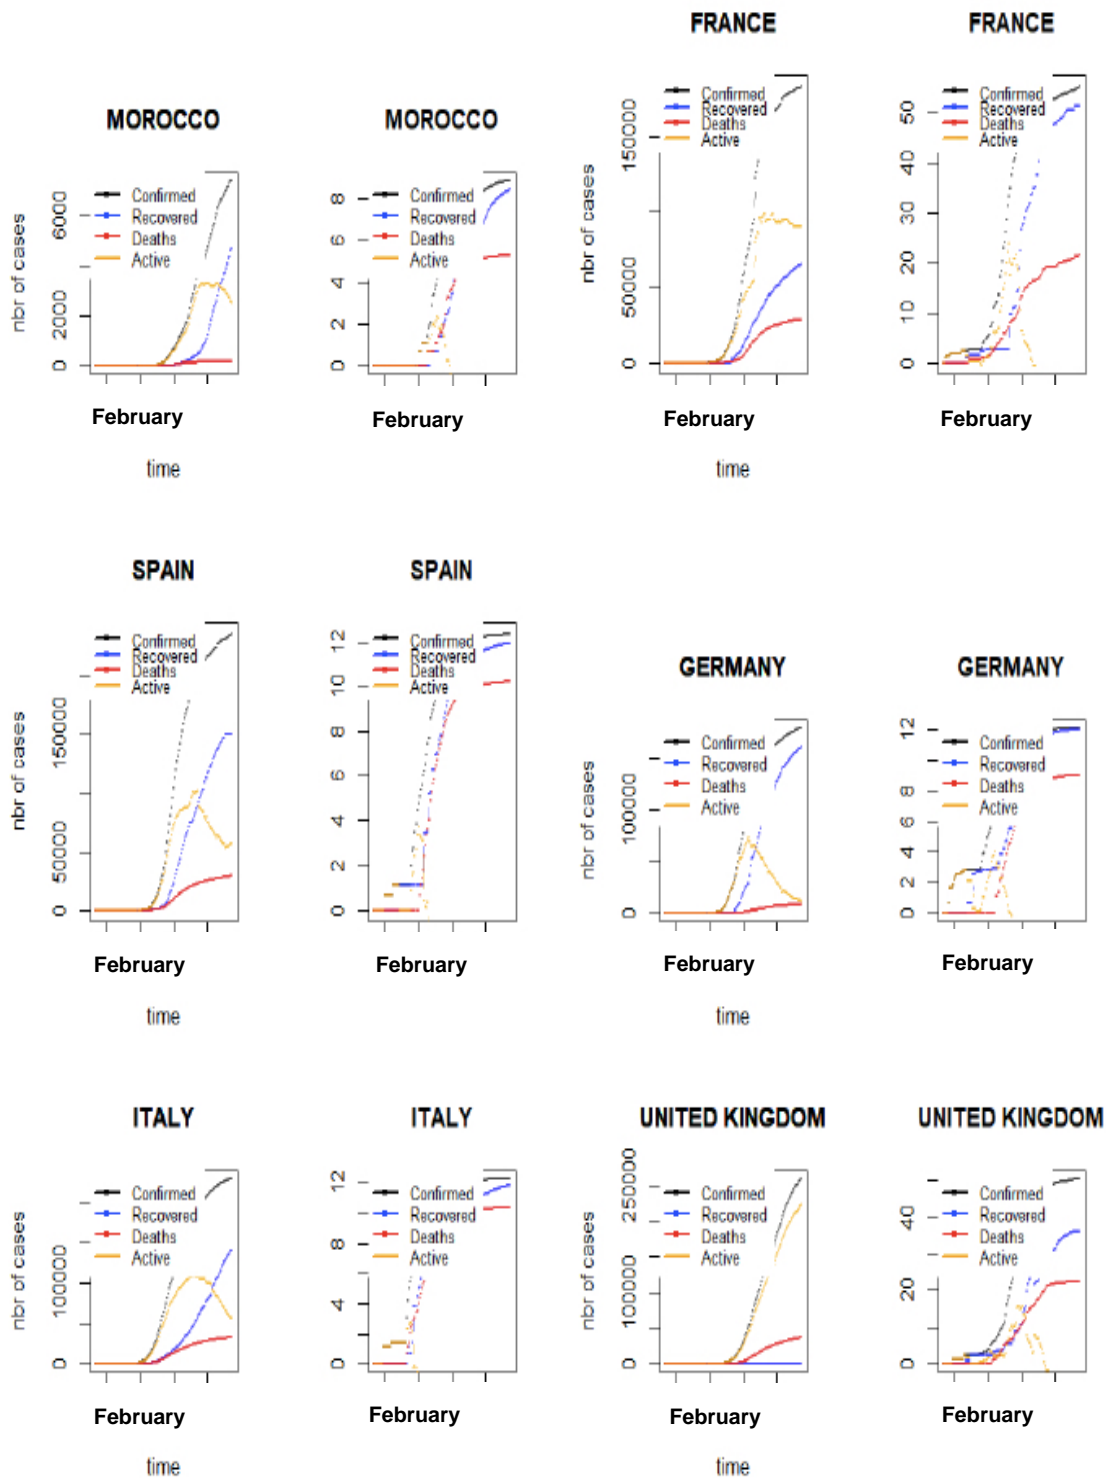 FRANCE
FRANCE
MOROCCO
MOROCCO
nbr of cases
0
2000
6000
Confirmed
Recovered
Deaths
Active
February
time
0
2
4
6
8
Confirmed
Recovered
Deaths
Active
February
nbr of cases
0
50000
150000
Confirmed
Recovered
Deaths
Active
February
time
0
10
20
30
40
50
Confirmed
Recovered
Deaths
Active
February
SPAIN
SPAIN
GERMANY
GERMANY
nbr of cases
0
50000
150000
Confirmed
Recovered
Deaths
Active
February
time
0
2
4
6
8
10
12
Confirmed
Recovered
Deaths
Active
February
nbr of cases
0
100000
Confirmed
Recovered
Deaths
Active
February
time
0
2
4
6
8
12
Confirmed
Recovered
Deaths
Active
February
ITALY
ITALY
UNITED KINGDOM
UNITED KINGDOM
nbr of cases
0
100000
Confirmed
Recovered
Deaths
Active
February
time
0
4
8
12
Confirmed
Recovered
Deaths
Active
February
nbr of cases
0
100000
250000
Confirmed
Recovered
Deaths
Active
February
time
0
20
40
Confirmed
Recovered
Deaths
Active
February